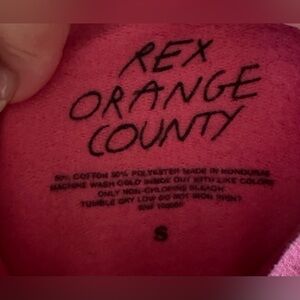 REX
ORANGE
COUNTY
50% COTTON 50% POLYESTER MADE IN HONDURAS
MACHINE WASH COLD INSIDE OUT WITH LIKE COLORS
ONLY NON-CHLORINE BLEACH
TUMBLE DRY LOW DO NOT IRON PRINT
S